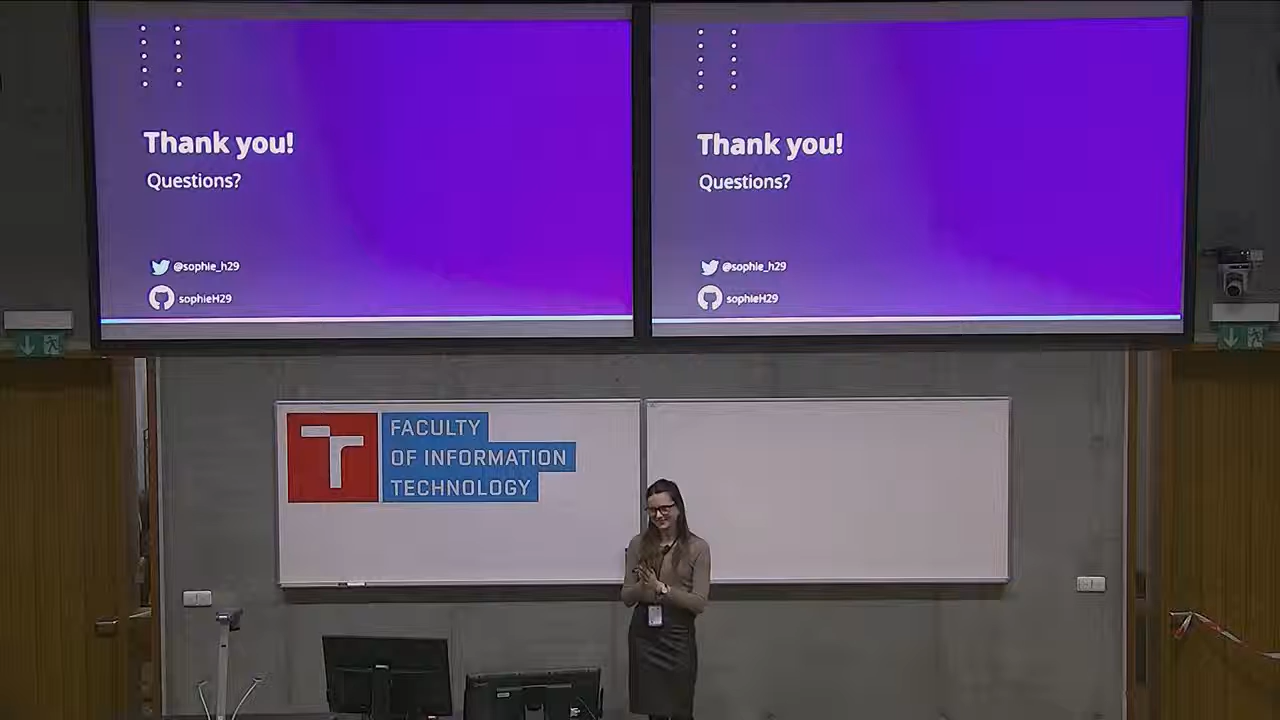 Thank you!
Questions?
@sophie_h29
sophieH29
Thank you!
Questions?
@sophie_h29
sophieH29
FACULTY
OF INFORMATION
TECHNOLOGY